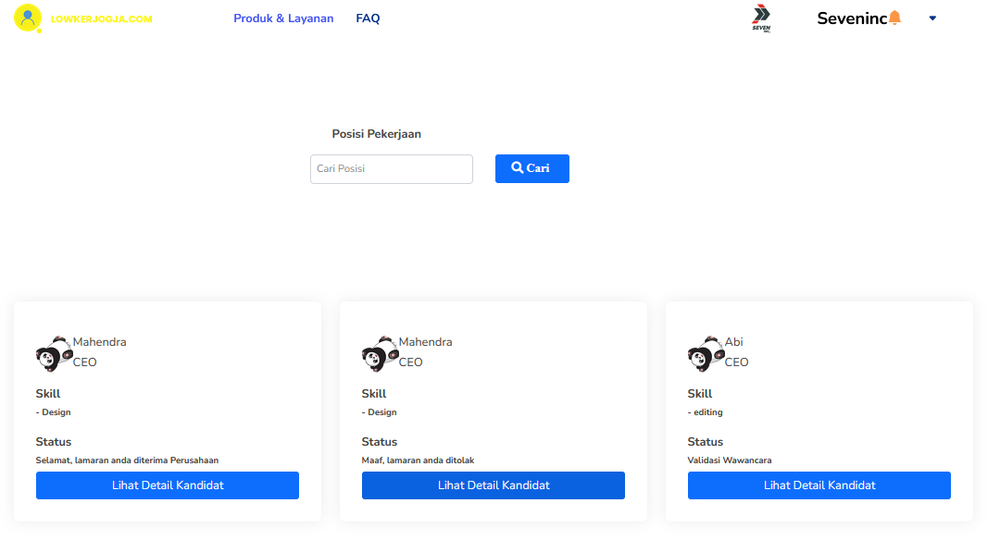 LOWKERJOGJA.COM
Produk & Layanan
FAQ
SEVEN
INC.
Seveninc
Posisi Pekerjaan
Cari Posisi
Cari
Mahendra
CEO
Skill
- Design
Status
Selamat, lamaran anda diterima Perusahaan
Lihat Detail Kandidat
Mahendra
CEO
Skill
- Design
Status
Maaf, lamaran anda ditolak
Lihat Detail Kandidat
Abi
CEO
Skill
- editing
Status
Validasi Wawancara
Lihat Detail Kandidat